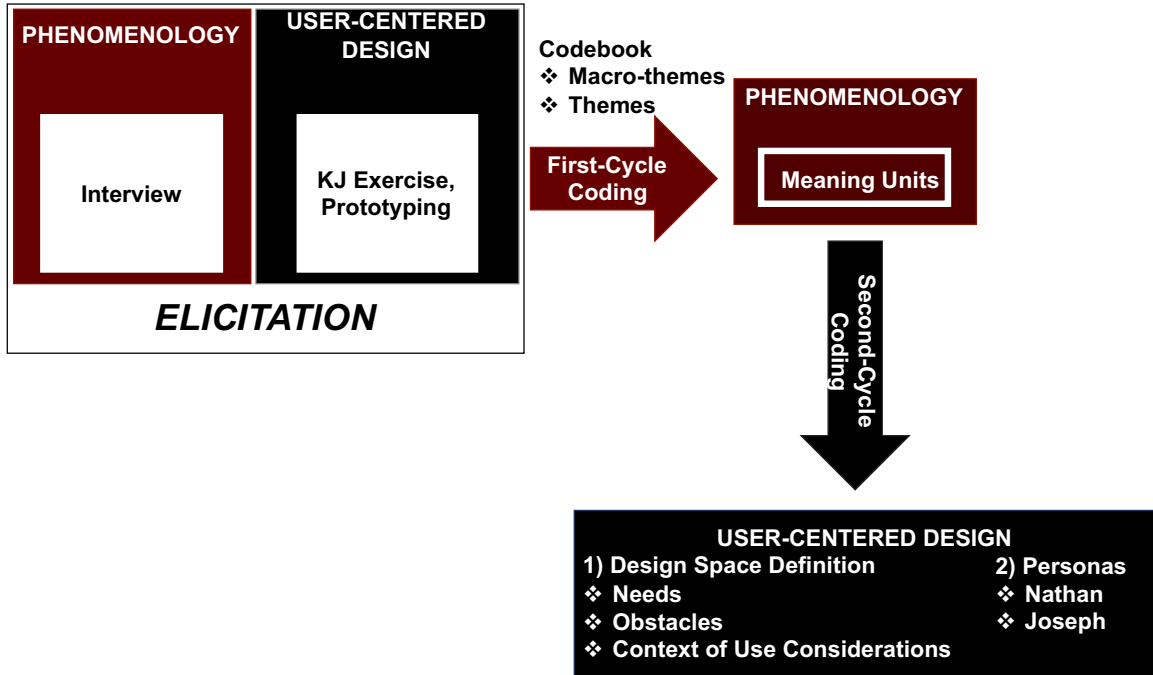 PHENOMENOLOGY
USER-CENTERED
DESIGN
Interview
KJ Exercise,
Prototyping
ELICITATION
Codebook
❖ Macro-themes
❖ Themes
First-Cycle
Coding
PHENOMENOLOGY
Meaning Units
Second-Cycle
Coding
USER-CENTERED DESIGN
1) Design Space Definition
❖ Needs
❖ Obstacles
❖ Context of Use Considerations
2) Personas
❖ Nathan
❖ Joseph